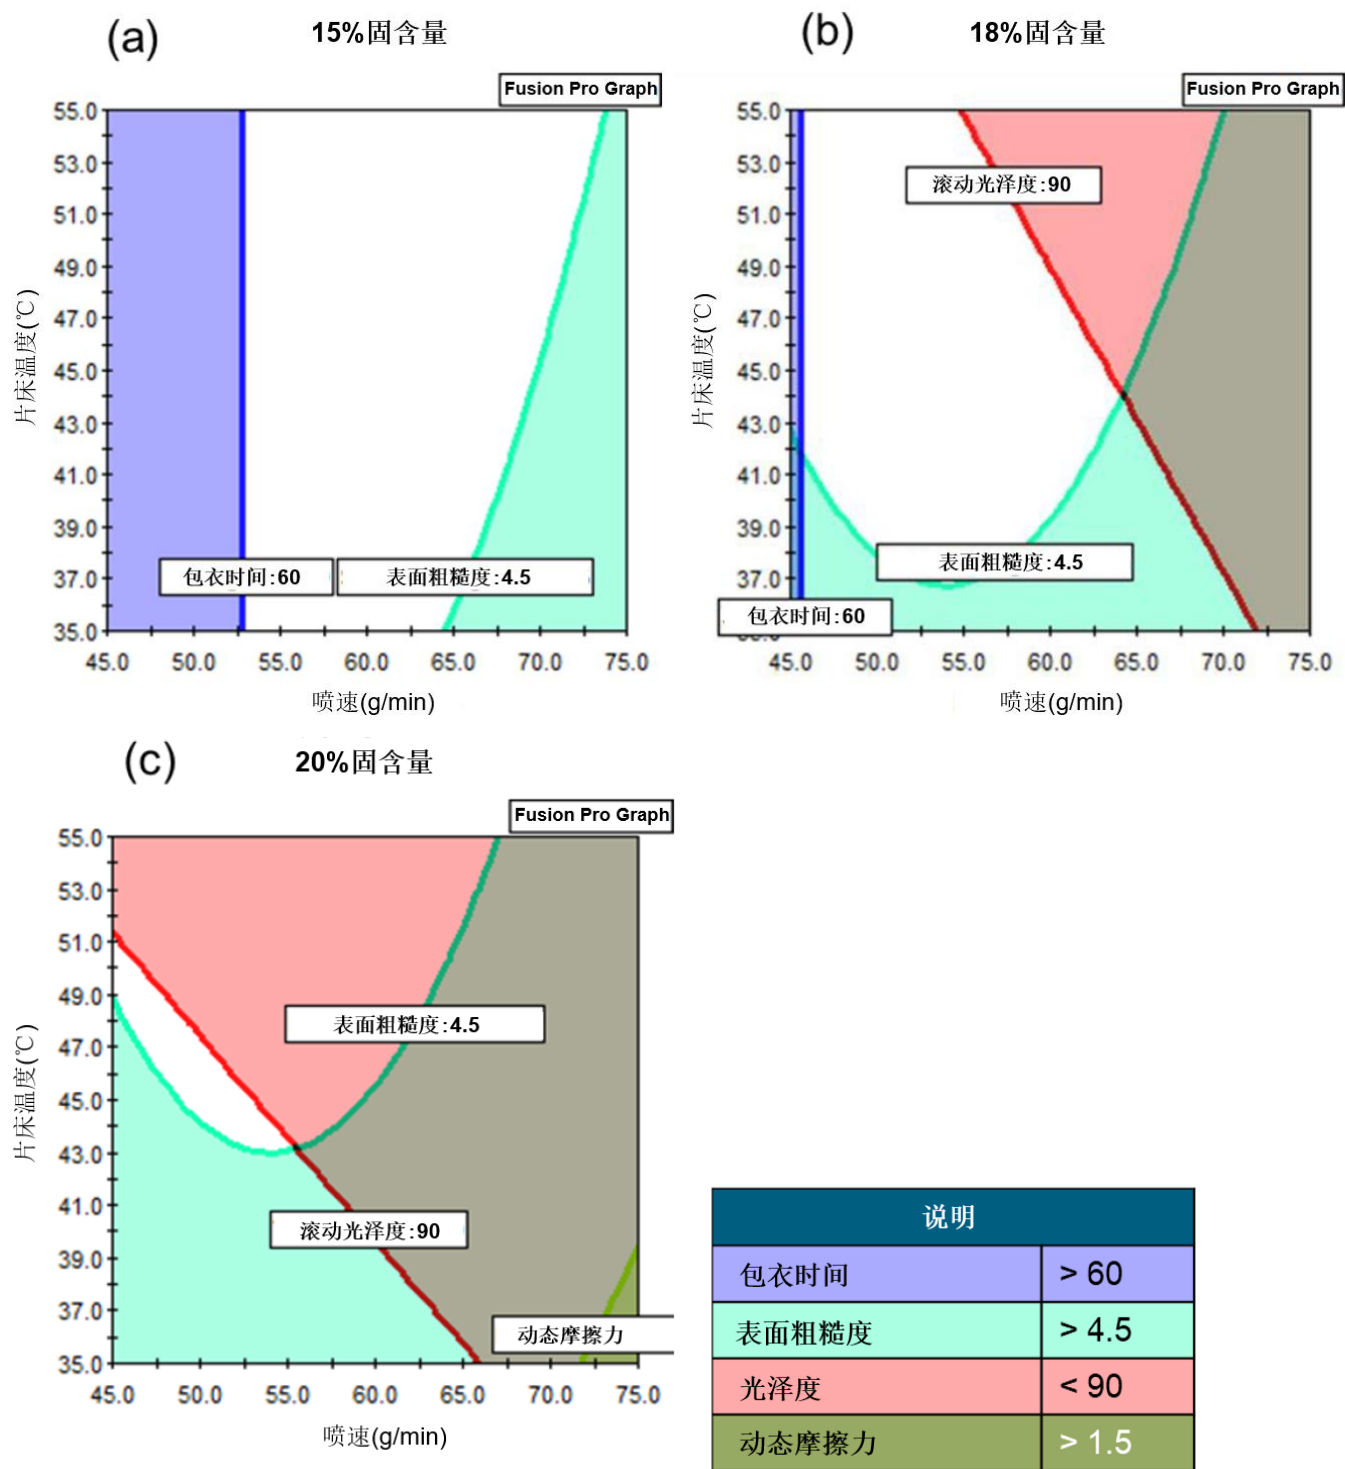 (a)
15%固含量
Fusion Pro Graph
55.0
53.0
51.0
49.0
47.0
45.0
43.0
41.0
39.0
37.0
35.0
片床温度(℃)
包衣时间:60
表面粗糙度:4.5
45.0 50.0 55.0 60.0 65.0 70.0 75.0
喷速(g/min)
(b)
18%固含量
Fusion Pro Graph
55.0
53.0
51.0
49.0
47.0
45.0
43.0
41.0
39.0
37.0
片床温度(℃)
滚动光泽度:90
表面粗糙度:4.5
包衣时间:60
45.0 50.0 55.0 60.0 65.0 70.0 75.0
喷速(g/min)
(c)
20%固含量
Fusion Pro Graph
55.0
53.0
51.0
49.0
47.0
45.0
43.0
41.0
39.0
37.0
35.0
片床温度(℃)
表面粗糙度:4.5
滚动光泽度:90
动态摩擦力
45.0 50.0 55.0 60.0 65.0 70.0 75.0
喷速(g/min)
说明
包衣时间 > 60
表面粗糙度 > 4.5
光泽度 < 90
动态摩擦力 > 1.5